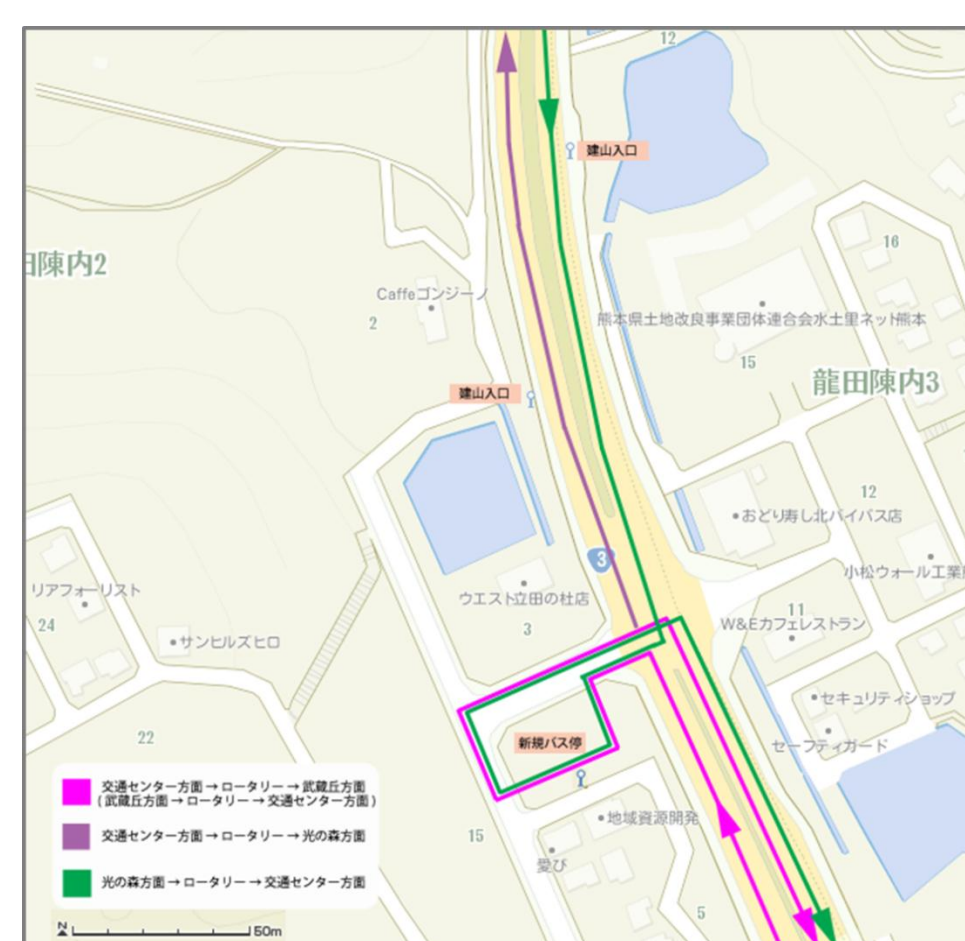 12
建山入口
田陳内2
16
Caffeゴンジーノ
2
熊本県土地改良事業団体連合会水土里ネット熊本
15
龍田陳内3
建山入口
12
おどり寿し北バイパス店
3
小松ウォール工業
リアフォーリスト
ウエスト立田の杜店
11
24
3
W&Eカフェレストラン
サンヒルズヒロ
セキュリティショップ
22
新規バス停
セーフティガード
交通センター方面→ロータリー→武蔵丘方面
(武蔵丘方面→ロータリー→交通センター方面)
地域資源開発
交通センター方面→ロータリー→光の森方面
15
愛び
光の森方面→ロータリー→交通センター方面
5
N
50m